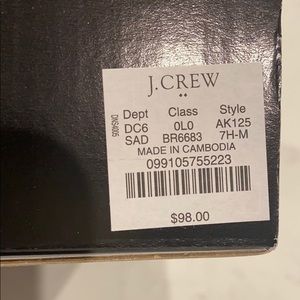 J.CREW
Dept Class Style
DC6 0L0 AK125
SAD BR6683 7H-M
MADE IN CAMBODIA
099105755223
$98.00